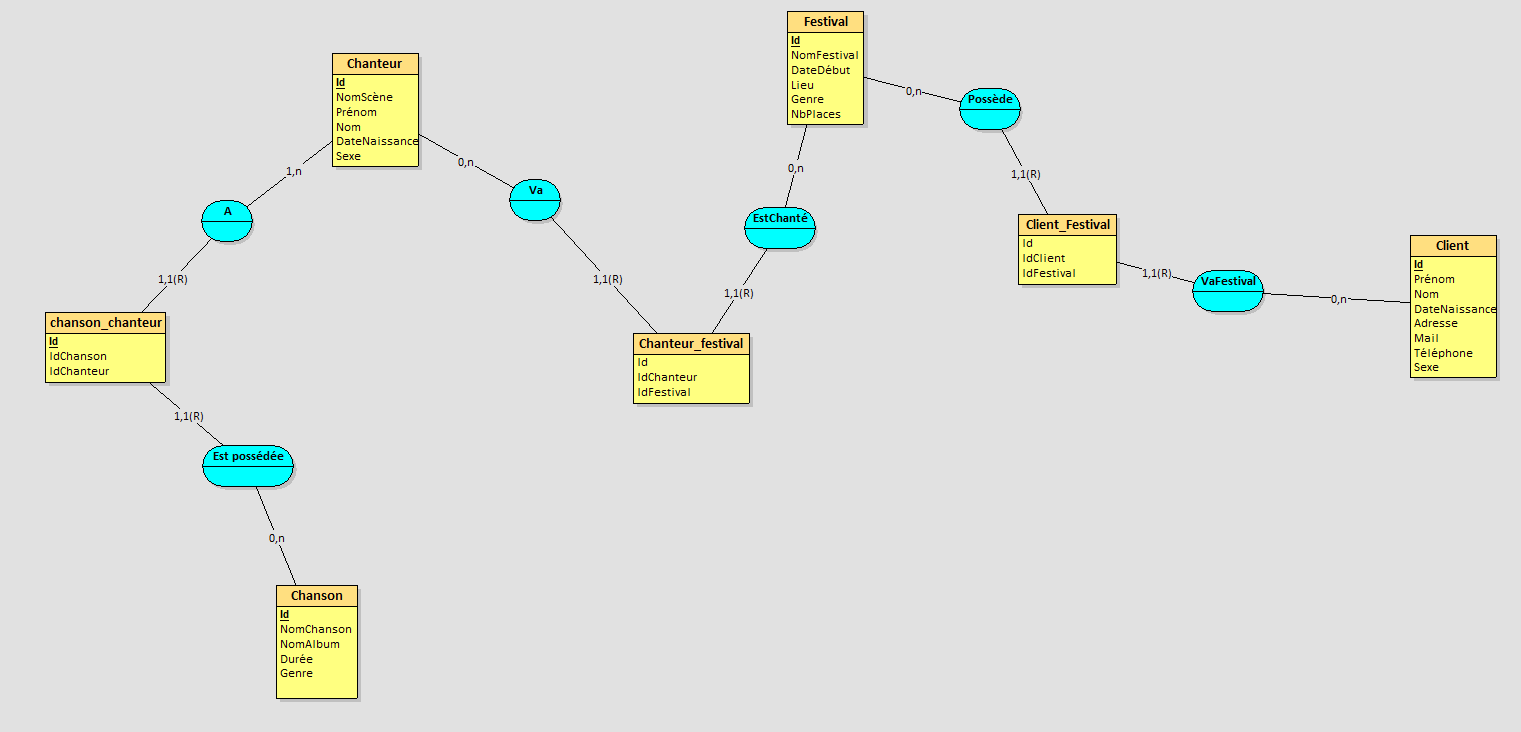 Festival
Id
NomFestival
DateDébut
Lieu
Genre
NbPlaces
Chanteur
Id
NomScène
Prénom
Nom
DateNaissance
Sexe
0,n
Possède
1,n
0,n
0,n
1,1(R)
A
Va
EstChanté
Client_Festival
Id
IdClient
IdFestival
Client
Id
Prénom
Nom
DateNaissance
Adresse
Mail
Téléphone
Sexe
1,1(R)
VaFestival
0,n
1,1(R)
1,1(R)
1,1(R)
chanson_chanteur
Id
IdChanson
IdChanteur
Chanteur_festival
Id
IdChanteur
IdFestival
1,1(R)
Est possédée
0,n
Chanson
Id
NomChanson
NomAlbum
Durée
Genre